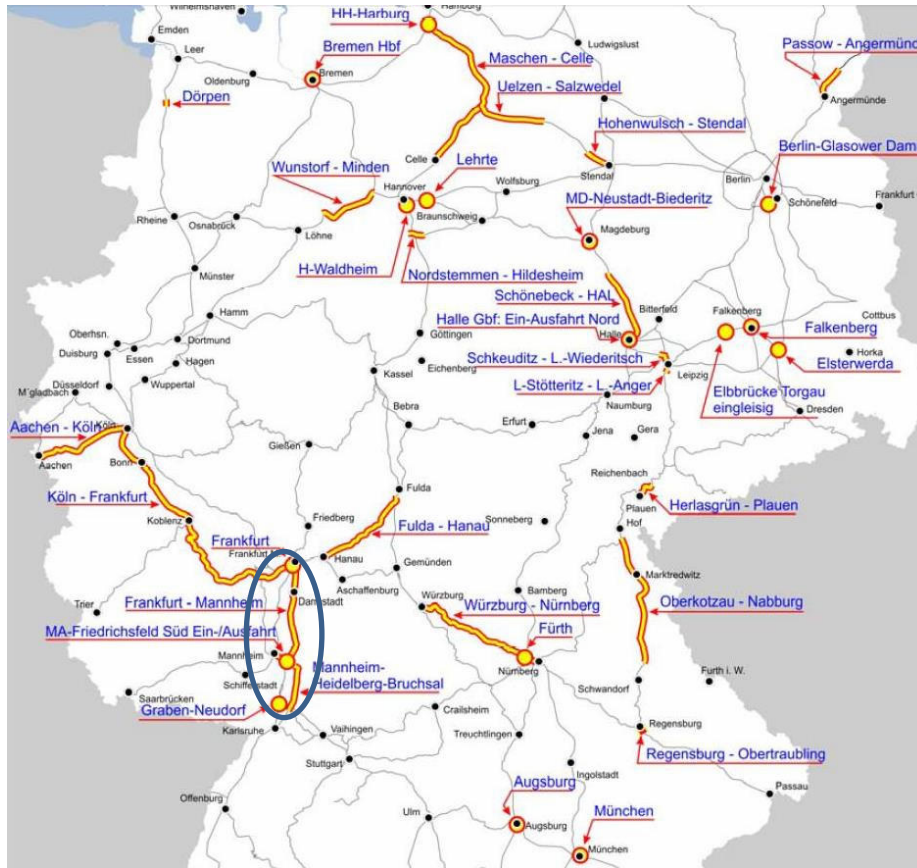 Wilhelmshaven
HH-Harburg
Hamburg
Emden
Leer
Bremen Hbf
Ludwigslust
Passow - Angermünd
Oldenburg
Bremen
Maschen - Celle
Dörpen
Uelzen - Salzwedel
Angermünde
Hohenwulsch - Stendal
Berlin-Glasower Dam
Celle
Stendal
Wunstorf - Minden
Lehrte
Berlin
Hannover
Wolfsburg
Schönefeld
Frankfurt
Rheine
Osnabrück
Löhne
Braunschweig
MD-Neustadt-Biederitz
Magdeburg
H-Waldheim
Nordstemmen - Hildesheim
Münster
Schönebeck - HAL
Bitterfeld
Falkenberg
Cottbus
Hamm
Halle Gbf: Ein-Ausfahrt Nord
Göttingen
Halle
Falkenberg
Oberhsn.
Dortmund
Duisburg
Essen
Eichenberg
Schkeuditz - L.-Wiederitsch
Leipzig
Horka
Elsterwerda
Hagen
Kassel
L-Stötteritz - L.-Anger
Düsseldorf
Wuppertal
M´gladbach
Naumburg
Elbbrücke Torgau
eingleisig
Dresden
Bebra
Erfurt
Jena
Gera
Aachen - Köln
Köln
Gießen
Aachen
Bonn
Reichenbach
Köln - Frankfurt
Fulda
Plauen
Herlasgrün - Plauen
Koblenz
Friedberg
Fulda - Hanau
Sonneberg
Hof
Frankfurt
Frankfurt
Hanau
Gemünden
Aschaffenburg
Marktredwitz
Trier
Frankfurt - Mannheim
Darmstadt
Würzburg
Bamberg
Würzburg - Nürnberg
Oberkotzau - Nabburg
MA-Friedrichsfeld Süd Ein-/Ausfahrt
Fürth
Mannheim
Nürnberg
Mannheim-
Heidelberg-Bruchsal
Schifferstadt
Saarbrücken
Schwandorf
Furth i. W.
Graben-Neudorf
Karlsruhe
Vaihingen
Crailsheim
Treuchtlingen
Regensburg
Stuttgart
Regensburg - Obertraubling
Ingolstadt
Offenburg
Augsburg
Passau
Ulm
München
Augsburg
München